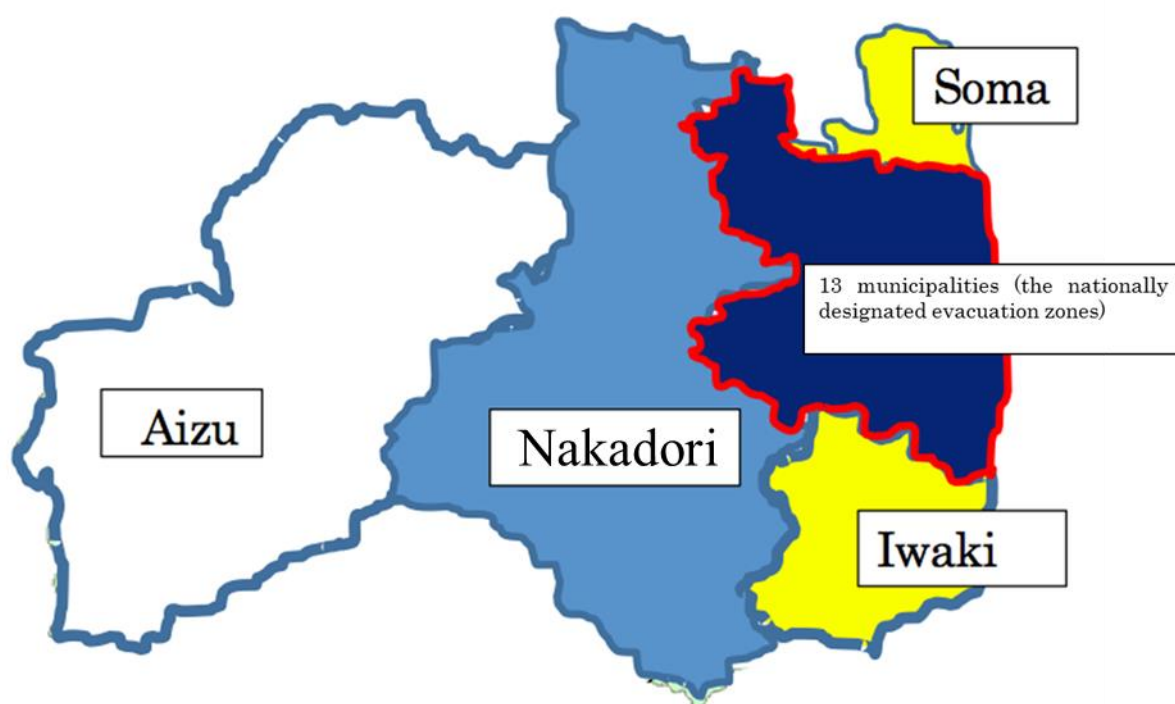 Soma
13 municipalities (the nationally
designated evacuation zones)
Aizu
Nakadori
Iwaki